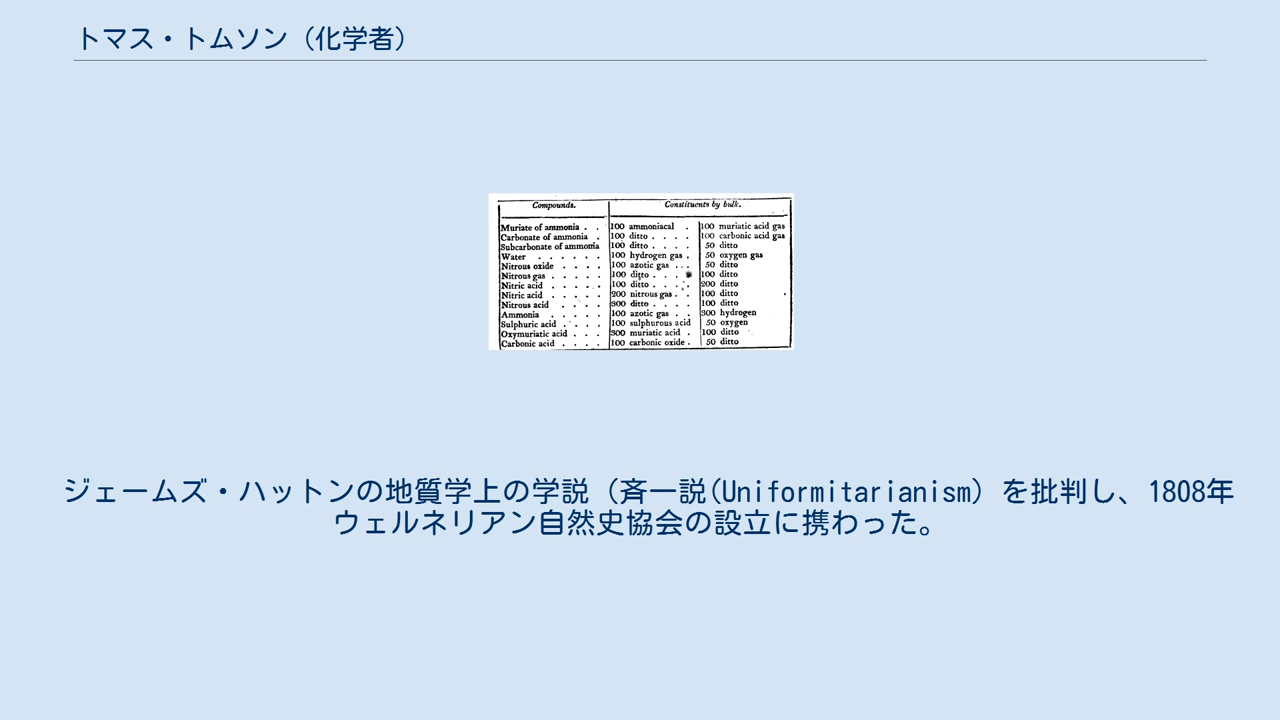 トマス・トムソン（化学者）
Compounds. Constituents by bulk.
Muriate of ammonia . . 100 ammoniacal . 100 muriatic acid gas
Carbonate of ammonia . 100 ditto . . . . 100 carbonic acid gas
Subcarbonate of ammonia 100 ditto . . . . 50 ditto
Water . . . . . . 100 hydrogen gas . 50 oxygen gas
Nitrous oxide . . . . 100 azotic gas . . . 50 ditto
Nitrous gas . . . . . 100 ditto . . . . 100 ditto
Nitric acid . . . . . 100 ditto . . . . 200 ditto
Nitric acid . . . . . 200 nitrous gas . . 100 ditto
Nitrous acid . . . . 300 ditto . . . . 100 ditto
Ammonia . . . . . 100 azotic gas . . 300 hydrogen
Sulphuric acid . . . . 100 sulphurous acid 50 oxygen
Oxymuriatic acid . . . 300 muriatic acid . 100 ditto
Carbonic acid . . . . 100 carbonic oxide . 50 ditto
ジェームズ・ハットンの地質学上の学説（斉一説(Uniformitarianism）を批判し、1808年
ウェルネリアン自然史協会の設立に携わった。